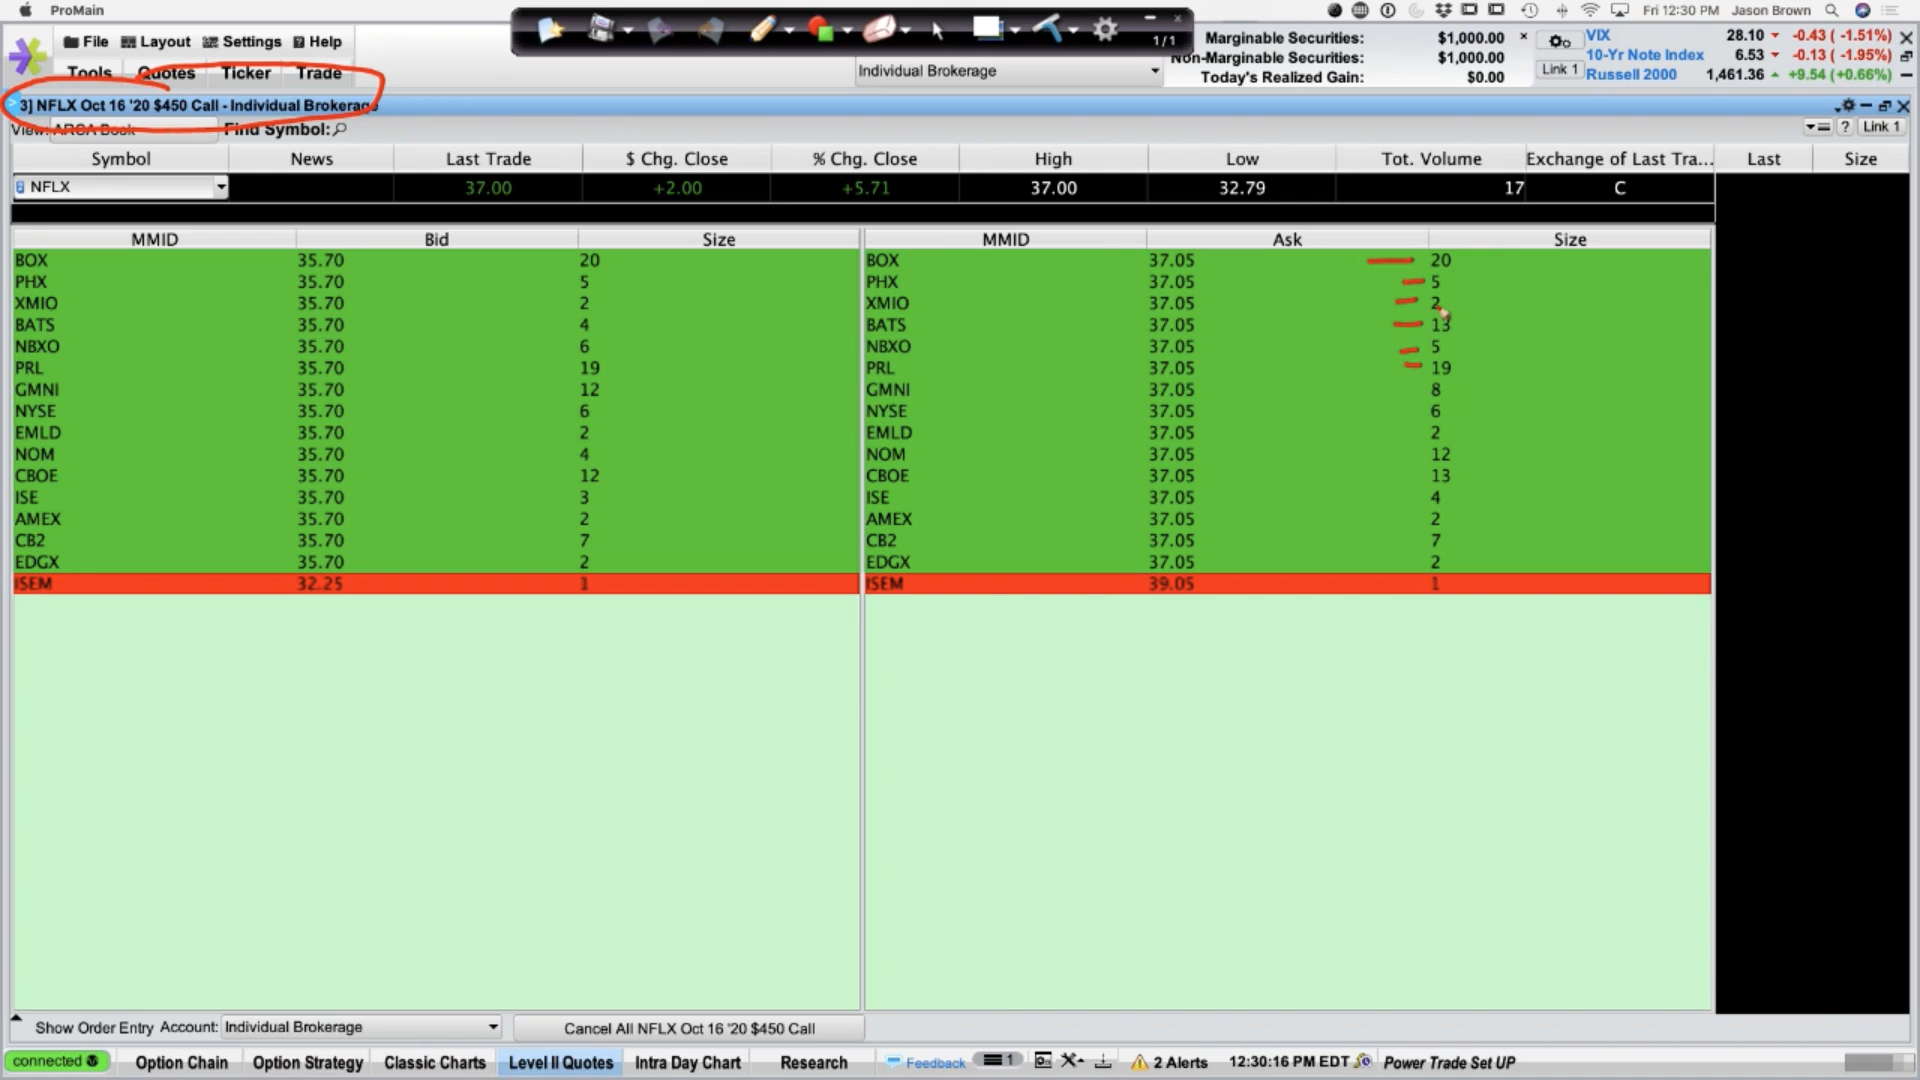 ProMain Fri 12:30 PM Jason Brown
File Layout Settings Help
Tools Quotes Ticker Trade
1/1
Individual Brokerage
Marginable Securities: $1,000.00
Non-Marginable Securities: $1,000.00
Today's Realized Gain: $0.00
Link 1
VIX 28.10 -0.43 ( -1.51%)
10-Yr Note Index 6.53 -0.13 ( -1.95%)
Russell 2000 1,461.36 +9.54 (+0.66%)
3] NFLX Oct 16 '20 $450 Call - Individual Brokerage
View: ARCA Book Find Symbol: ? Link 1
Symbol News Last Trade $ Chg. Close % Chg. Close High Low Tot. Volume Exchange of Last Tra... Last Size
NFLX 37.00 +2.00 +5.71 37.00 32.79 17 C
MMID Bid Size MMID Ask Size
BOX 35.70 20 BOX 37.05 20
PHX 35.70 5 PHX 37.05 5
XMIO 35.70 2 XMIO 37.05 2
BATS 35.70 4 BATS 37.05 13
NBXO 35.70 6 NBXO 37.05 5
PRL 35.70 19 PRL 37.05 19
GMNI 35.70 12 GMNI 37.05 8
NYSE 35.70 6 NYSE 37.05 6
EMLD 35.70 2 EMLD 37.05 2
NOM 35.70 4 NOM 37.05 12
CBOE 35.70 12 CBOE 37.05 13
ISE 35.70 3 ISE 37.05 4
AMEX 35.70 2 AMEX 37.05 2
CB2 35.70 7 CB2 37.05 7
EDGX 35.70 2 EDGX 37.05 2
ISEM 32.25 1 ISEM 39.05 1
Show Order Entry Account: Individual Brokerage Cancel All NFLX Oct 16 '20 $450 Call
connected Option Chain Option Strategy Classic Charts Level II Quotes Intra Day Chart Research Feedback 1 2 Alerts 12:30:16 PM EDT Power Trade Set UP